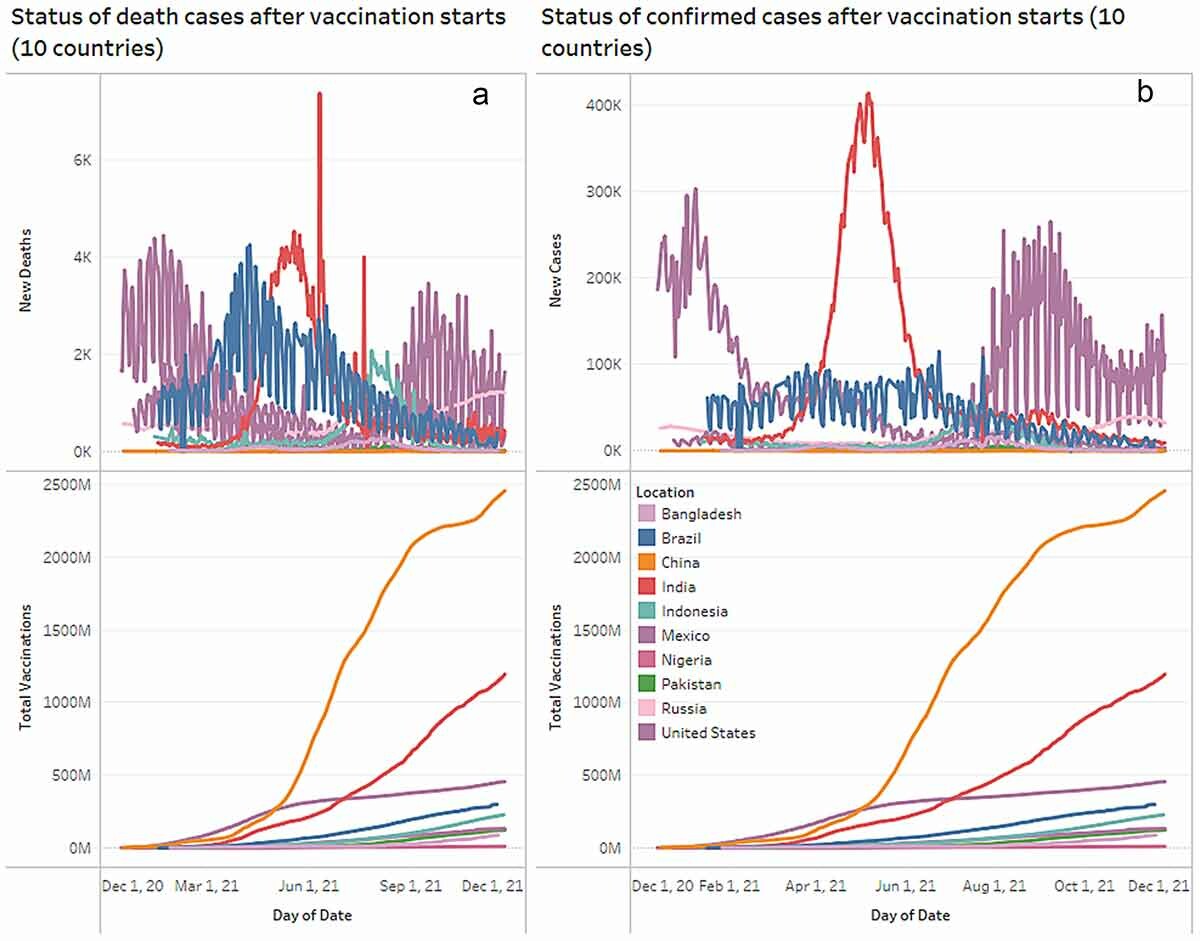 Status of death cases after vaccination starts
(10 countries)
a
6K
4K
2K
0K
New Deaths
2500M
2000M
1500M
1000M
500M
0M
Total Vaccinations
Dec 1, 20 Mar 1, 21 Jun 1, 21 Sep 1, 21 Dec 1, 21
Day of Date
Status of confirmed cases after vaccination starts (10
countries)
b
400K
300K
200K
100K
0K
New Cases
2500M
2000M
1500M
1000M
500M
0M
Total Vaccinations
Location
Bangladesh
Brazil
China
India
Indonesia
Mexico
Nigeria
Pakistan
Russia
United States
Dec 1, 20 Feb 1, 21 Apr 1, 21 Jun 1, 21 Aug 1, 21 Oct 1, 21 Dec 1, 21
Day of Date